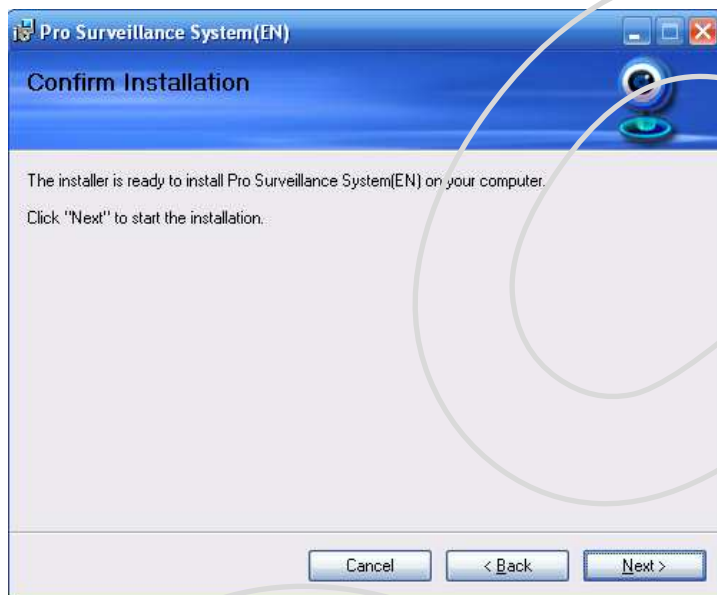 Pro Surveillance System(EN)
Confirm Installation
The installer is ready to install Pro Surveillance System(EN) on your computer.
Click "Next" to start the installation.
Cancel
< Back
Next >